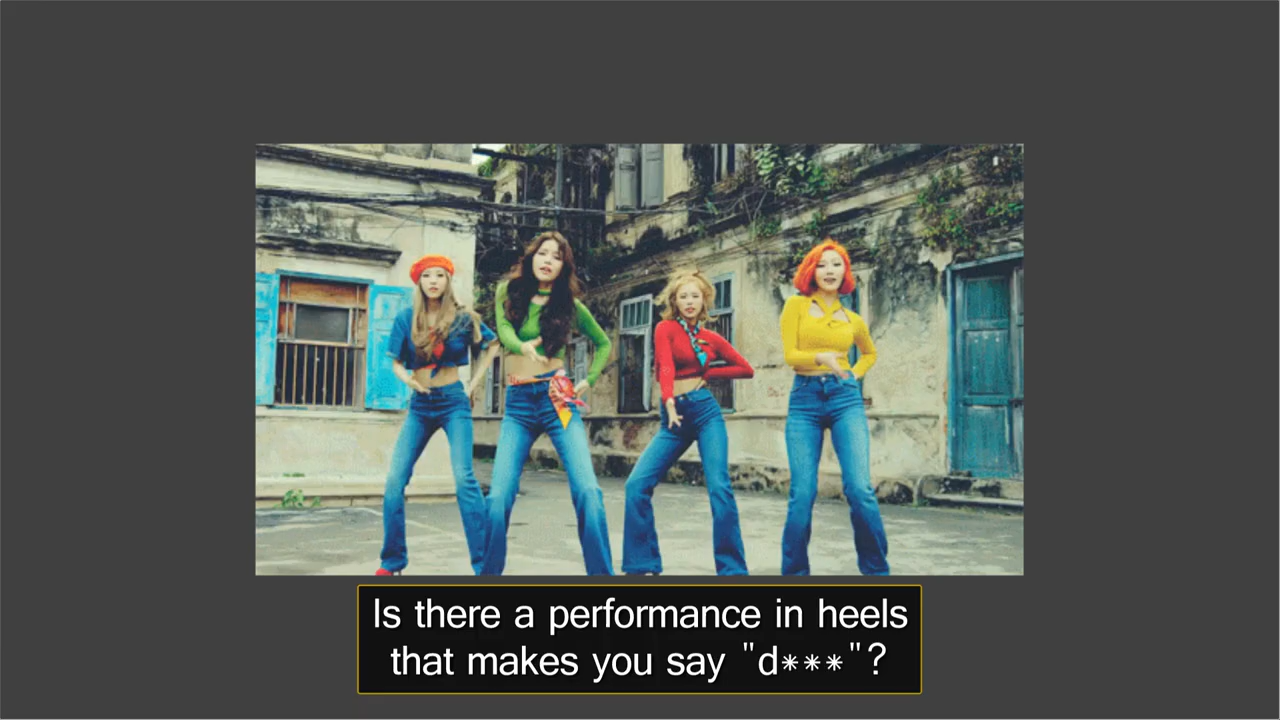 Is there a performance in heels
that makes you say "d***"?